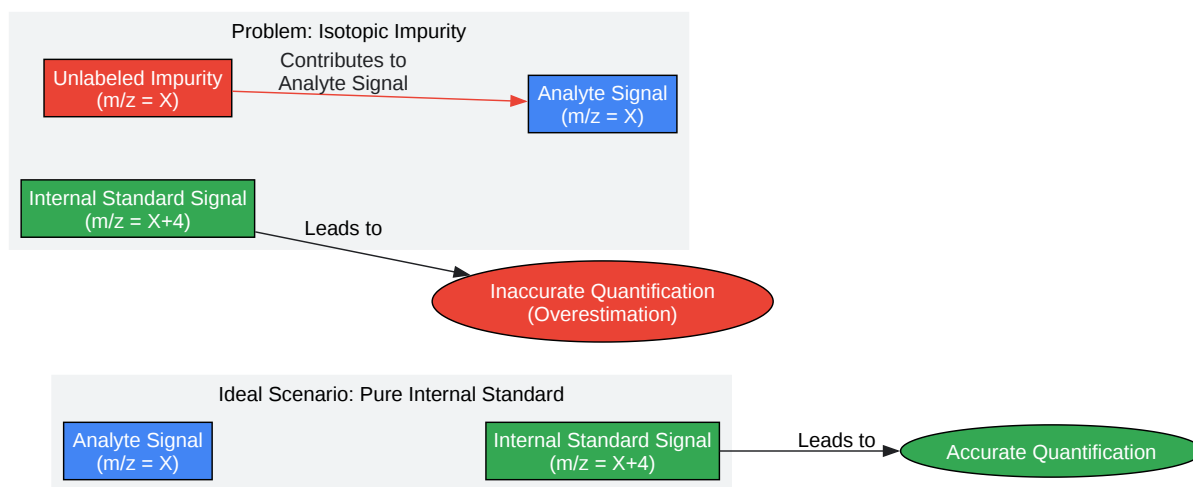 Problem: Isotopic Impurity
Unlabeled Impurity
(m/z = X)
Contributes to
Analyte Signal
Analyte Signal
(m/z = X)
Internal Standard Signal
(m/z = X+4)
Leads to
Inaccurate Quantification
(Overestimation)
Ideal Scenario: Pure Internal Standard
Analyte Signal
(m/z = X)
Internal Standard Signal
(m/z = X+4)
Leads to
Accurate Quantification